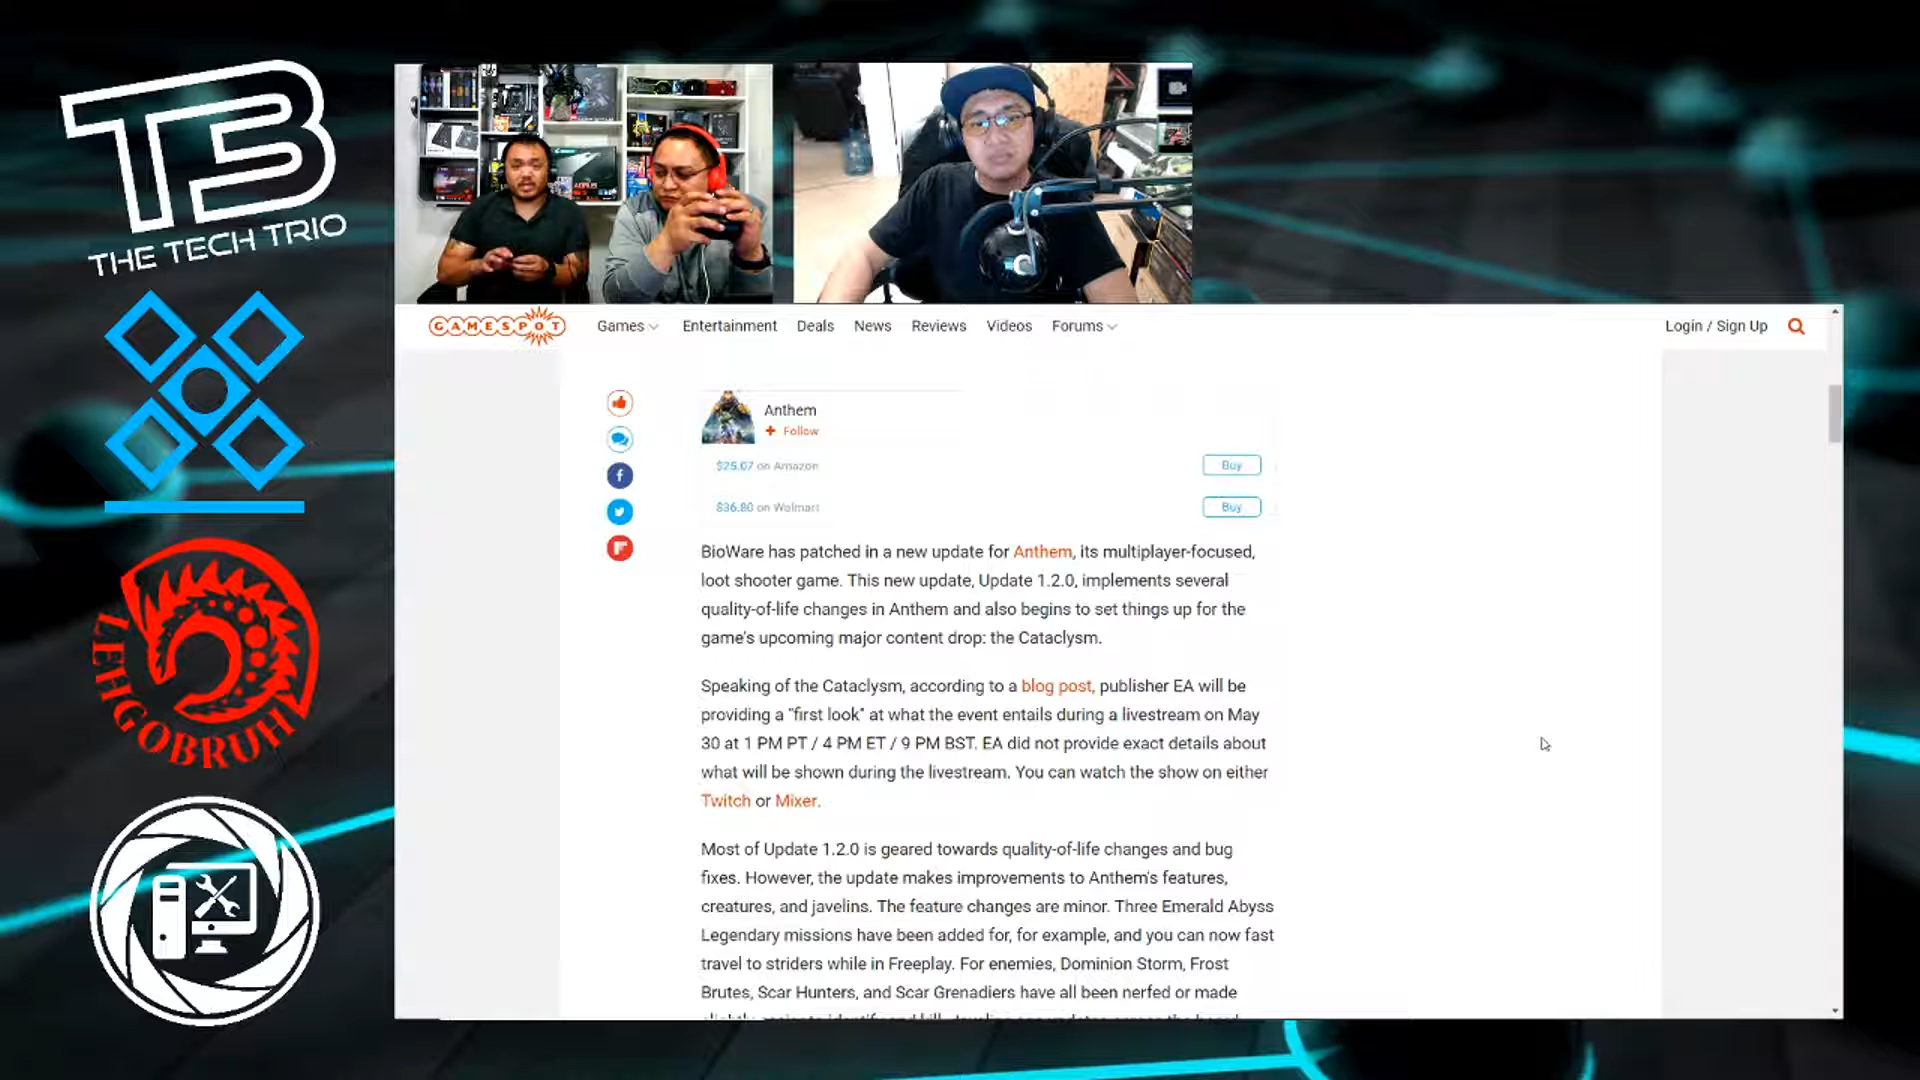 T3
THE TECH TRIO
LEHGOBRUH
GAMESPOT
Games Entertainment Deals News Reviews Videos Forums
Login / Sign Up
Anthem
+ Follow
$25.07 on Amazon
Buy
$36.80 on Walmart
Buy
BioWare has patched in a new update for Anthem, its multiplayer-focused,
loot shooter game. This new update, Update 1.2.0, implements several
quality-of-life changes in Anthem and also begins to set things up for the
game's upcoming major content drop: the Cataclysm.
Speaking of the Cataclysm, according to a blog post, publisher EA will be
providing a "first look" at what the event entails during a livestream on May
30 at 1 PM PT / 4 PM ET / 9 PM BST. EA did not provide exact details about
what will be shown during the livestream. You can watch the show on either
Twitch or Mixer.
Most of Update 1.2.0 is geared towards quality-of-life changes and bug
fixes. However, the update makes improvements to Anthem's features,
creatures, and javelins. The feature changes are minor. Three Emerald Abyss
Legendary missions have been added for, for example, and you can now fast
travel to striders while in Freeplay. For enemies, Dominion Storm, Frost
Brutes, Scar Hunters, and Scar Grenadiers have all been nerfed or made